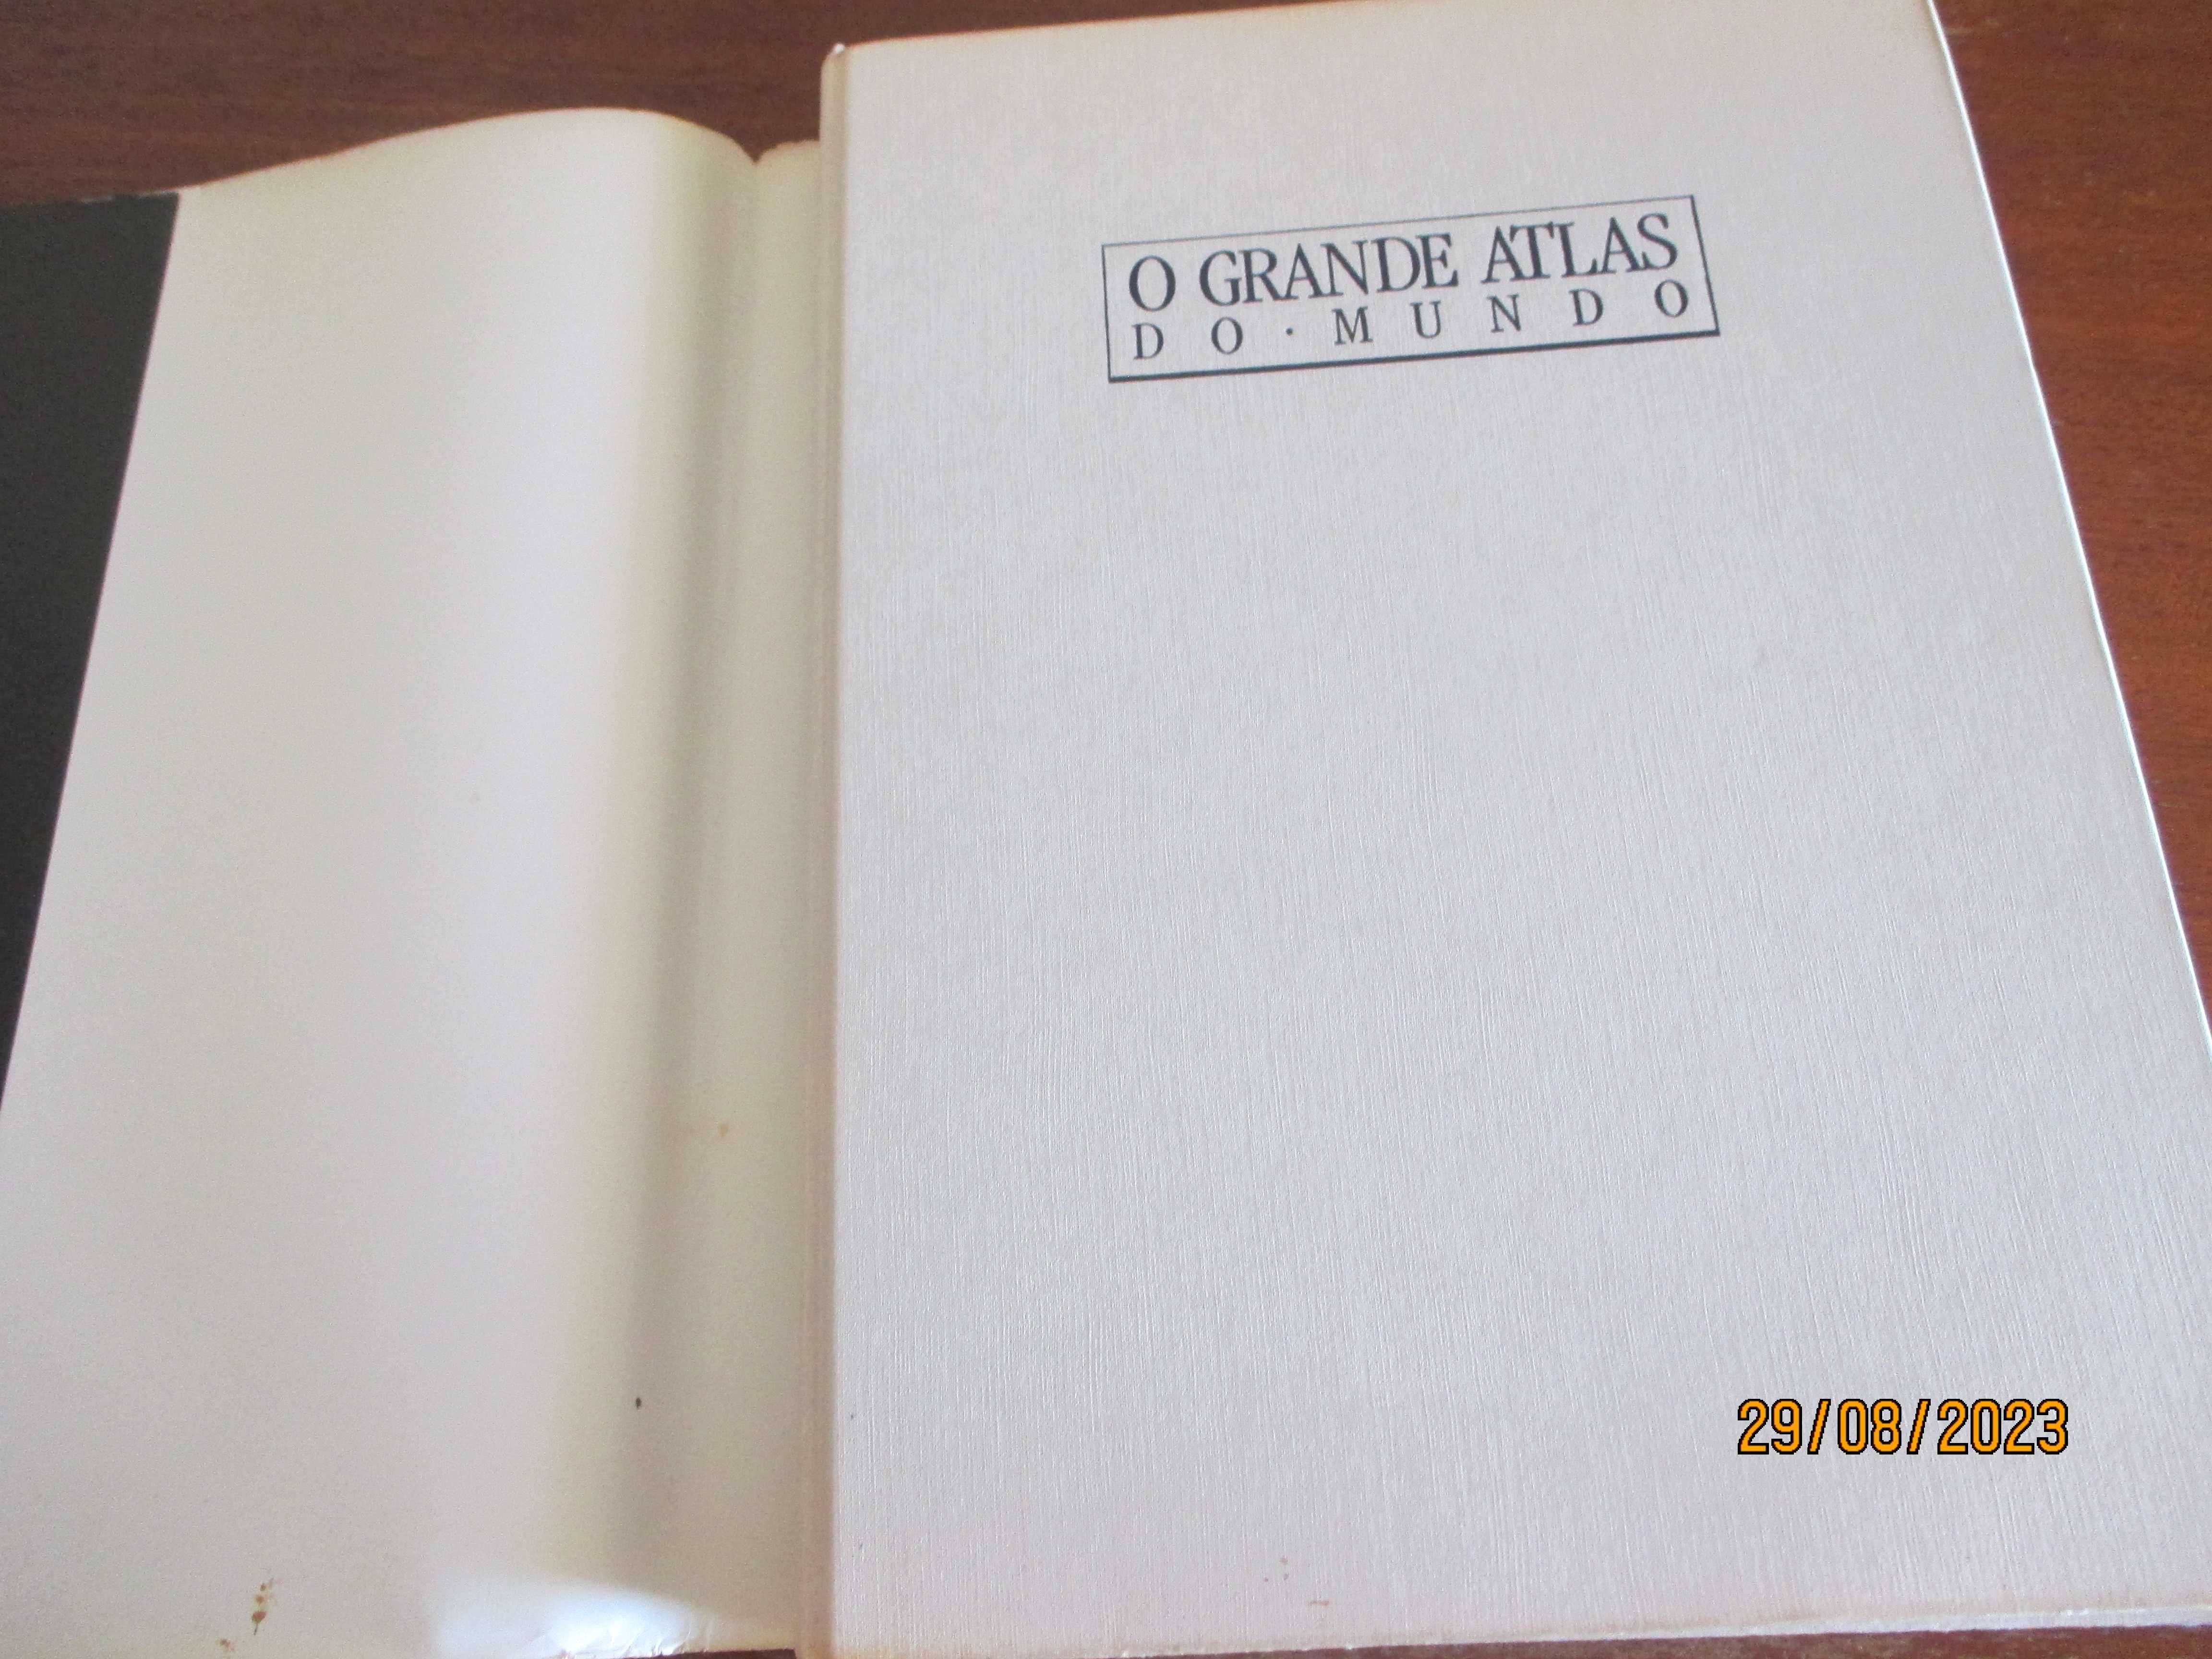 O GRANDE ATLAS
DO · MUNDO
29/08/2023